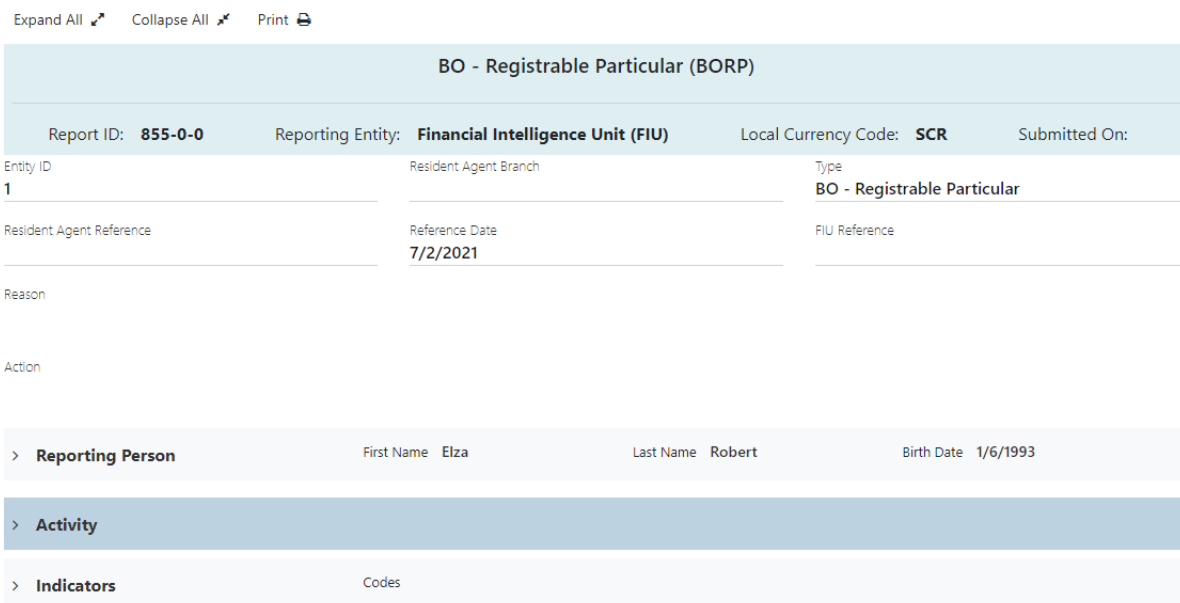 Expand All Collapse All Print
BO - Registrable Particular (BORP)
Report ID: 855-0-0 Reporting Entity: Financial Intelligence Unit (FIU) Local Currency Code: SCR Submitted On:
Entity ID Resident Agent Branch Type
1 BO - Registrable Particular
Resident Agent Reference Reference Date FIU Reference
7/2/2021
Reason
Action
> Reporting Person First Name Elza Last Name Robert Birth Date 1/6/1993
> Activity
> Indicators Codes